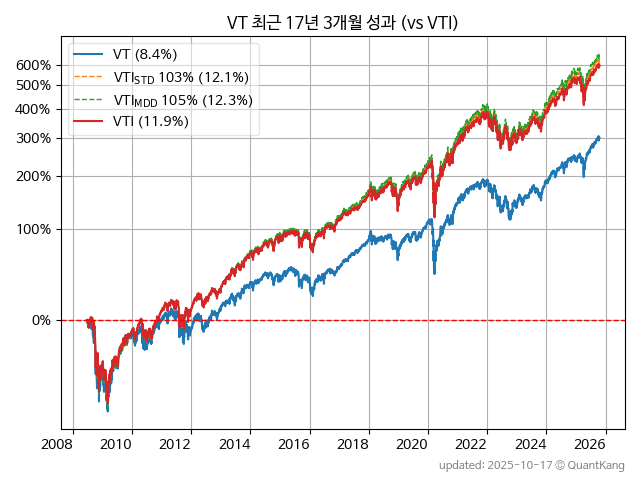 VT 최근 17년 3개월 성과 (vs VTI)
VT (8.4%)
VTI_STD 103% (12.1%)
VTI_MDD 105% (12.3%)
VTI (11.9%)
600%
500%
400%
300%
200%
100%
0%
2008 2010 2012 2014 2016 2018 2020 2022 2024 2026
updated: 2025-10-17 © QuantKang